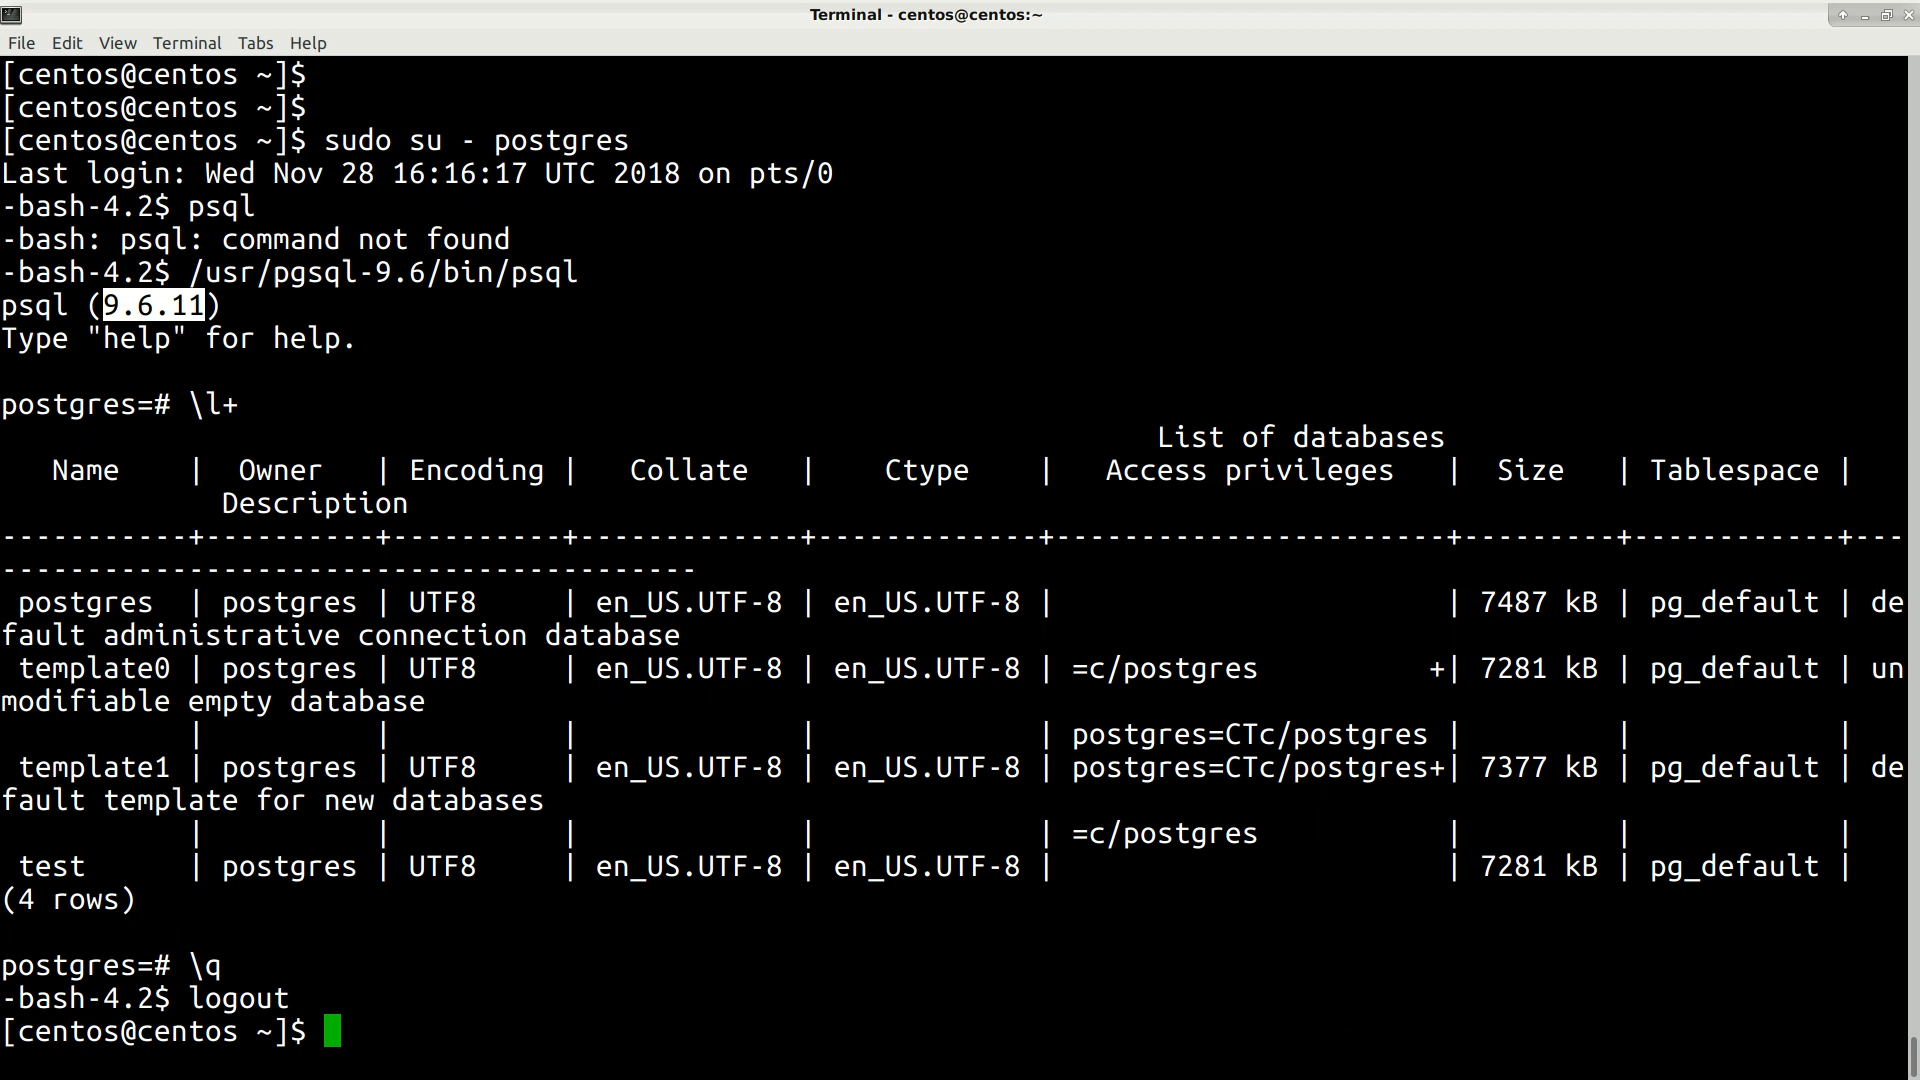 Terminal - centos@centos:~
File Edit View Terminal Tabs Help
[centos@centos ~]$
[centos@centos ~]$
[centos@centos ~]$ sudo su - postgres
Last login: Wed Nov 28 16:16:17 UTC 2018 on pts/0
-bash-4.2$ psql
-bash: psql: command not found
-bash-4.2$ /usr/pgsql-9.6/bin/psql
psql (9.6.11)
Type "help" for help.
postgres=# \l+
                                                                    List of databases
   Name    |  Owner   | Encoding |   Collate   |    Ctype    |   Access privileges   |  Size   | Tablespace |
             Description
-----------+----------+----------+-------------+-------------+-----------------------+---------+------------+---
-----------------------------------------
 postgres  | postgres | UTF8     | en_US.UTF-8 | en_US.UTF-8 |                       | 7487 kB | pg_default | de
fault administrative connection database
 template0 | postgres | UTF8     | en_US.UTF-8 | en_US.UTF-8 | =c/postgres          +| 7281 kB | pg_default | un
modifiable empty database
           |          |          |             |             | postgres=CTc/postgres |         |            |
 template1 | postgres | UTF8     | en_US.UTF-8 | en_US.UTF-8 | postgres=CTc/postgres+| 7377 kB | pg_default | de
fault template for new databases
           |          |          |             |             | =c/postgres           |         |            |
 test      | postgres | UTF8     | en_US.UTF-8 | en_US.UTF-8 |                       | 7281 kB | pg_default |
(4 rows)
postgres=# \q
-bash-4.2$ logout
[centos@centos ~]$